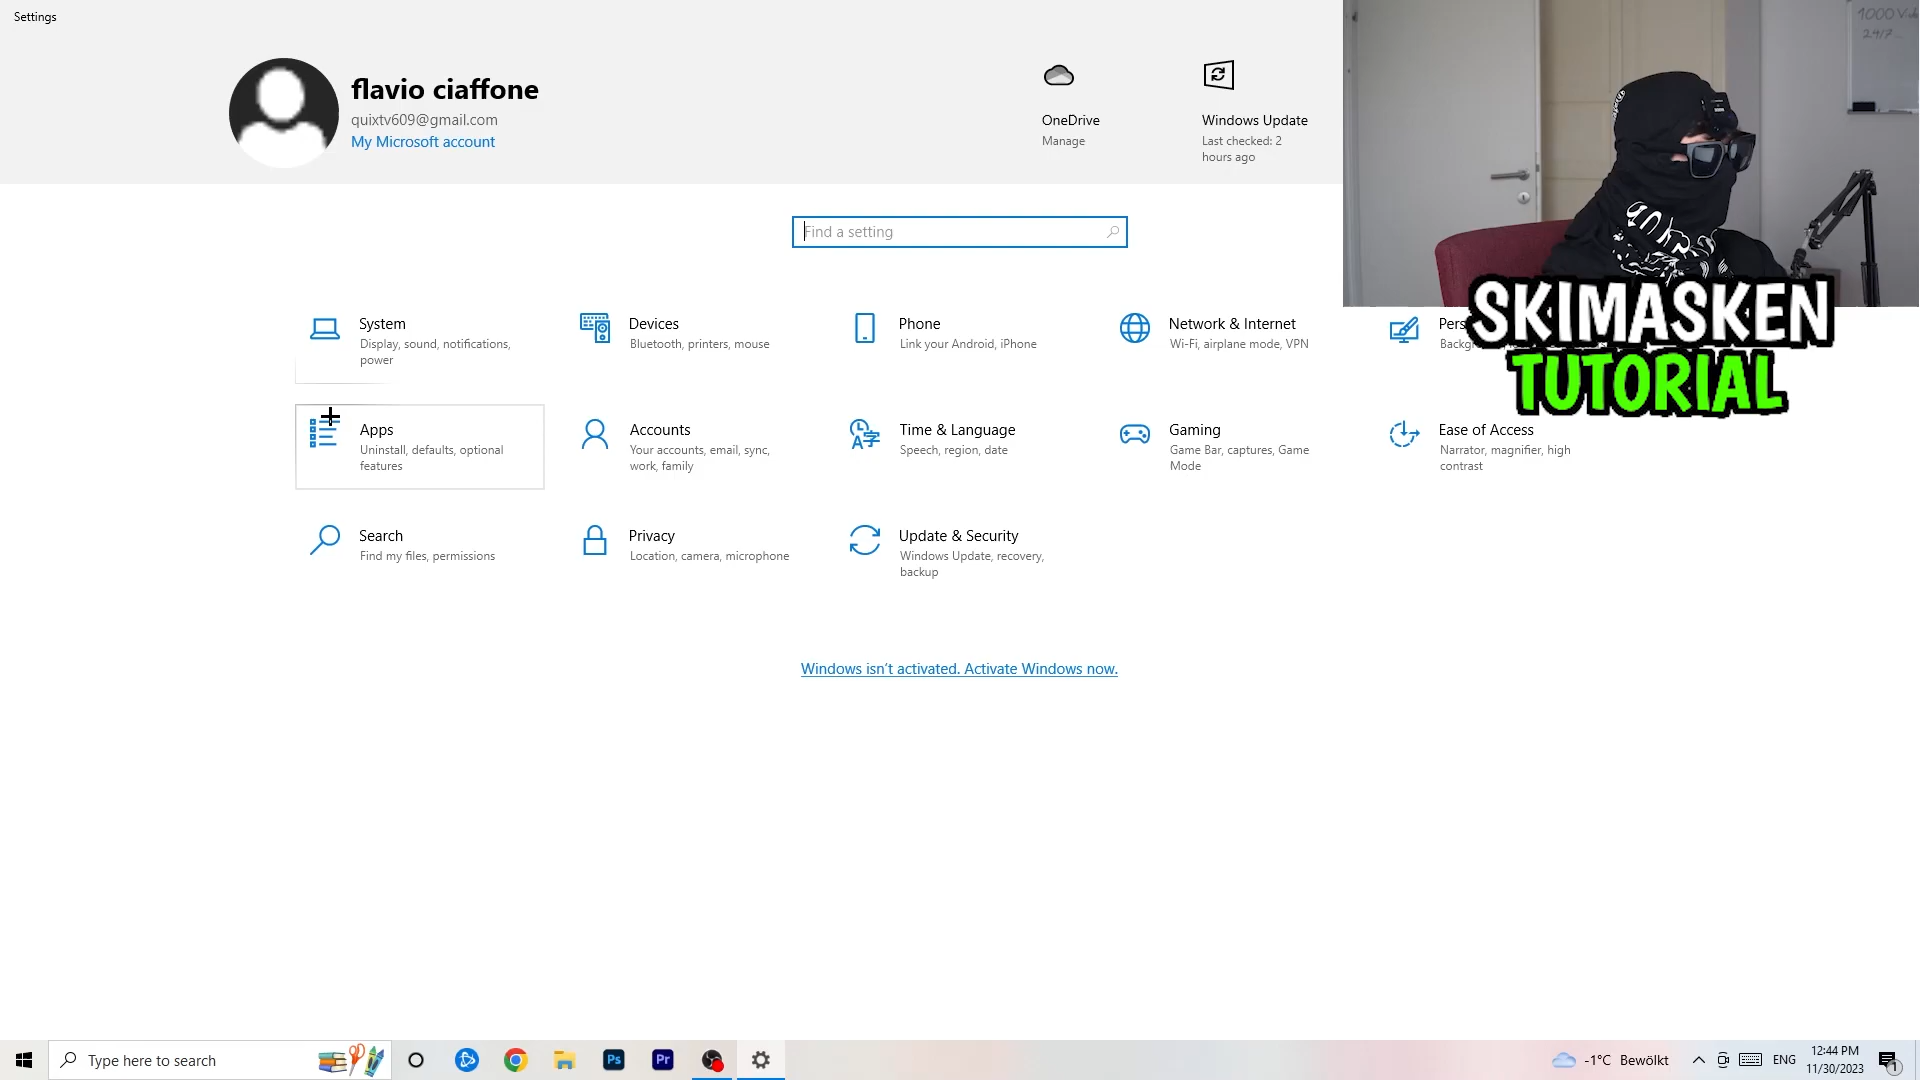 Settings
flavio ciaffone
quixtv609@gmail.com
My Microsoft account
OneDrive
Manage
Windows Update
Last checked: 2
hours ago
1000
24/7
Find a setting
SKIMASKEN
TUTORIAL
System
Display, sound, notifications,
power
Devices
Bluetooth, printers, mouse
Phone
Link your Android, iPhone
Network & Internet
Wi-Fi, airplane mode, VPN
Pers
Backg
Apps
Uninstall, defaults, optional
features
Accounts
Your accounts, email, sync,
work, family
Time & Language
Speech, region, date
Gaming
Game Bar, captures, Game
Mode
Ease of Access
Narrator, magnifier, high
contrast
Search
Find my files, permissions
Privacy
Location, camera, microphone
Update & Security
Windows Update, recovery,
backup
Windows isn't activated. Activate Windows now.
Type here to search
Ps
Pr
-1°C Bewölkt
ENG
12:44 PM
11/30/2023
1